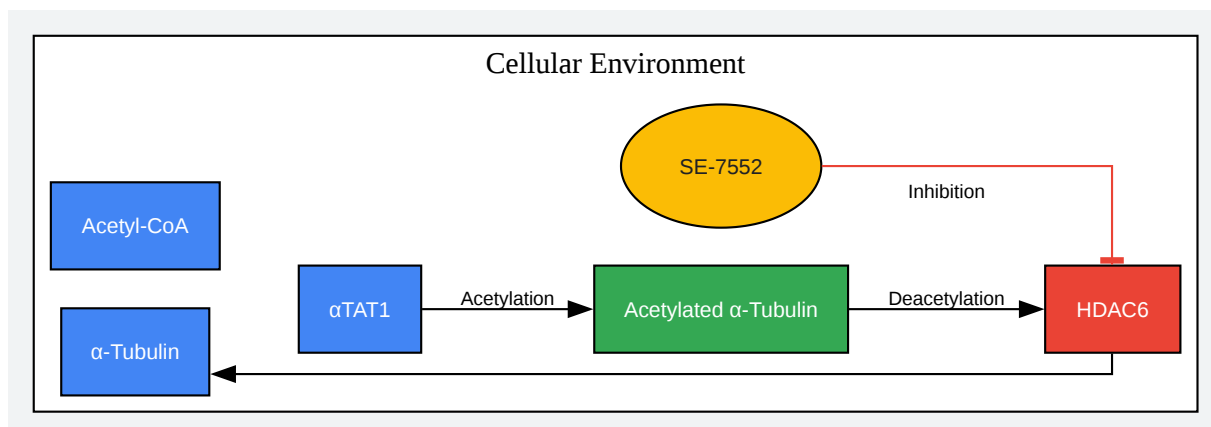 Cellular Environment
SE-7552
Inhibition
Acetyl-CoA
αTAT1
Acetylation
Acetylated α-Tubulin
Deacetylation
HDAC6
α-Tubulin